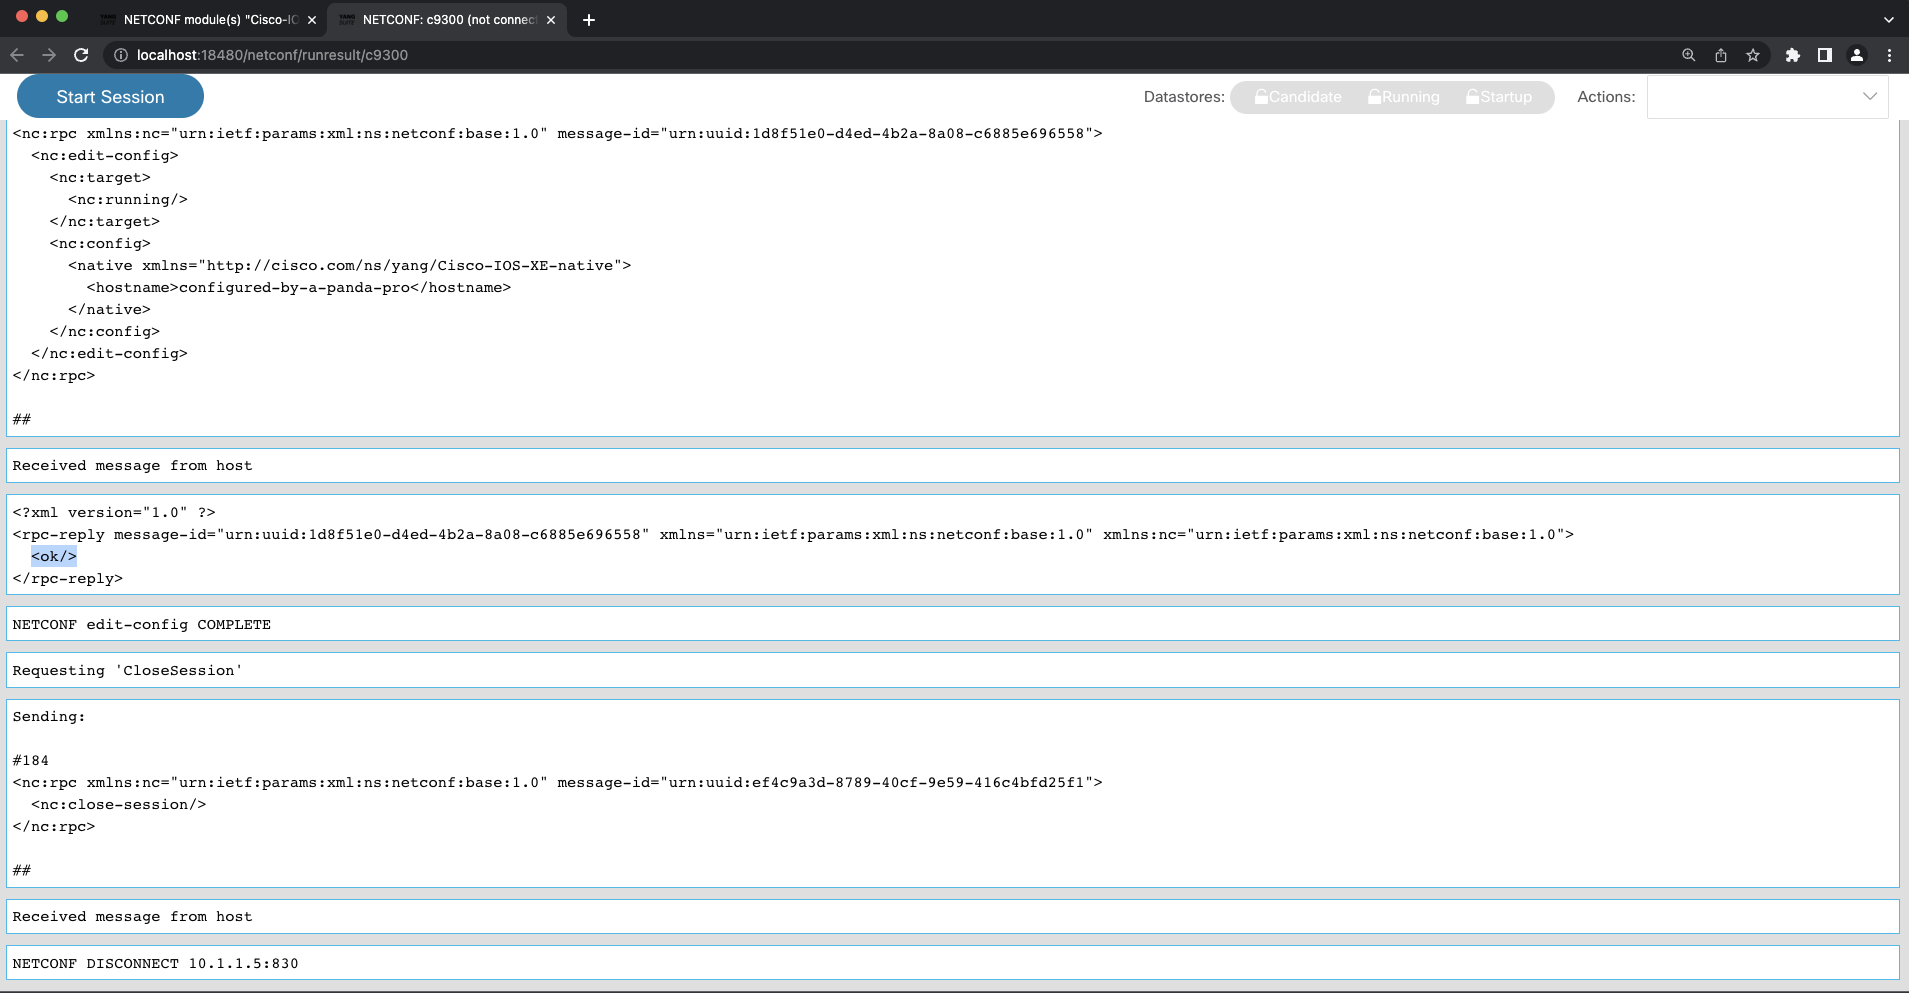 NETCONF module(s) "Cisco-IO
NETCONF: c9300 (not connec
localhost:18480/netconf/runresult/c9300
Start Session
Datastores: Candidate Running Startup Actions:
<nc:rpc xmlns:nc="urn:ietf:params:xml:ns:netconf:base:1.0" message-id="urn:uuid:1d8f51e0-d4ed-4b2a-8a08-c6885e696558">
<nc:edit-config>
<nc:target>
<nc:running/>
</nc:target>
<nc:config>
<native xmlns="http://cisco.com/ns/yang/Cisco-IOS-XE-native">
<hostname>configured-by-a-panda-pro</hostname>
</native>
</nc:config>
</nc:edit-config>
</nc:rpc>
##
Received message from host
<?xml version="1.0" ?>
<rpc-reply message-id="urn:uuid:1d8f51e0-d4ed-4b2a-8a08-c6885e696558" xmlns="urn:ietf:params:xml:ns:netconf:base:1.0" xmlns:nc="urn:ietf:params:xml:ns:netconf:base:1.0">
<ok/>
</rpc-reply>
NETCONF edit-config COMPLETE
Requesting 'CloseSession'
Sending:
#184
<nc:rpc xmlns:nc="urn:ietf:params:xml:ns:netconf:base:1.0" message-id="urn:uuid:ef4c9a3d-8789-40cf-9e59-416c4bfd25f1">
<nc:close-session/>
</nc:rpc>
##
Received message from host
NETCONF DISCONNECT 10.1.1.5:830